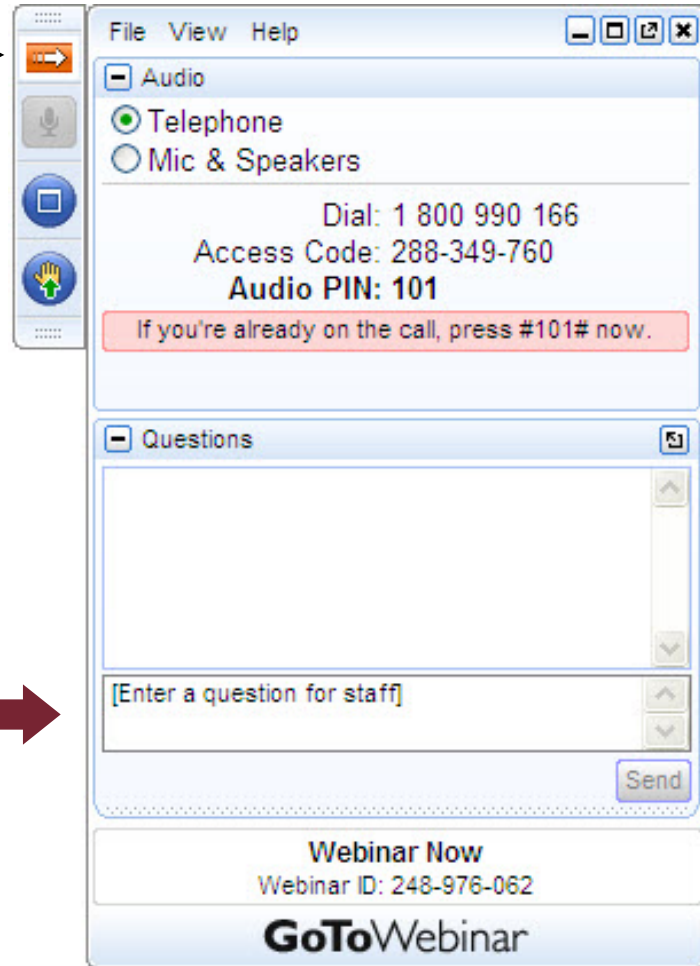 File View Help
Audio
Telephone
Mic & Speakers
Dial: 1 800 990 166
Access Code: 288-349-760
Audio PIN: 101
If you're already on the call, press #101# now.
Questions
[Enter a question for staff]
Send
Webinar Now
Webinar ID: 248-976-062
GoToWebinar